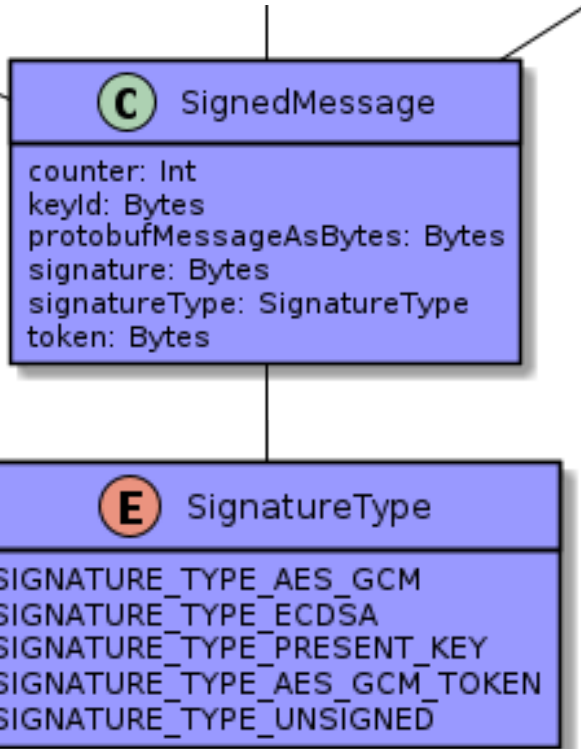 C SignedMessage
counter: Int
keyId: Bytes
protobufMessageAsBytes: Bytes
signature: Bytes
signatureType: SignatureType
token: Bytes
E SignatureType
SIGNATURE_TYPE_AES_GCM
SIGNATURE_TYPE_ECDSA
SIGNATURE_TYPE_PRESENT_KEY
SIGNATURE_TYPE_AES_GCM_TOKEN
SIGNATURE_TYPE_UNSIGNED